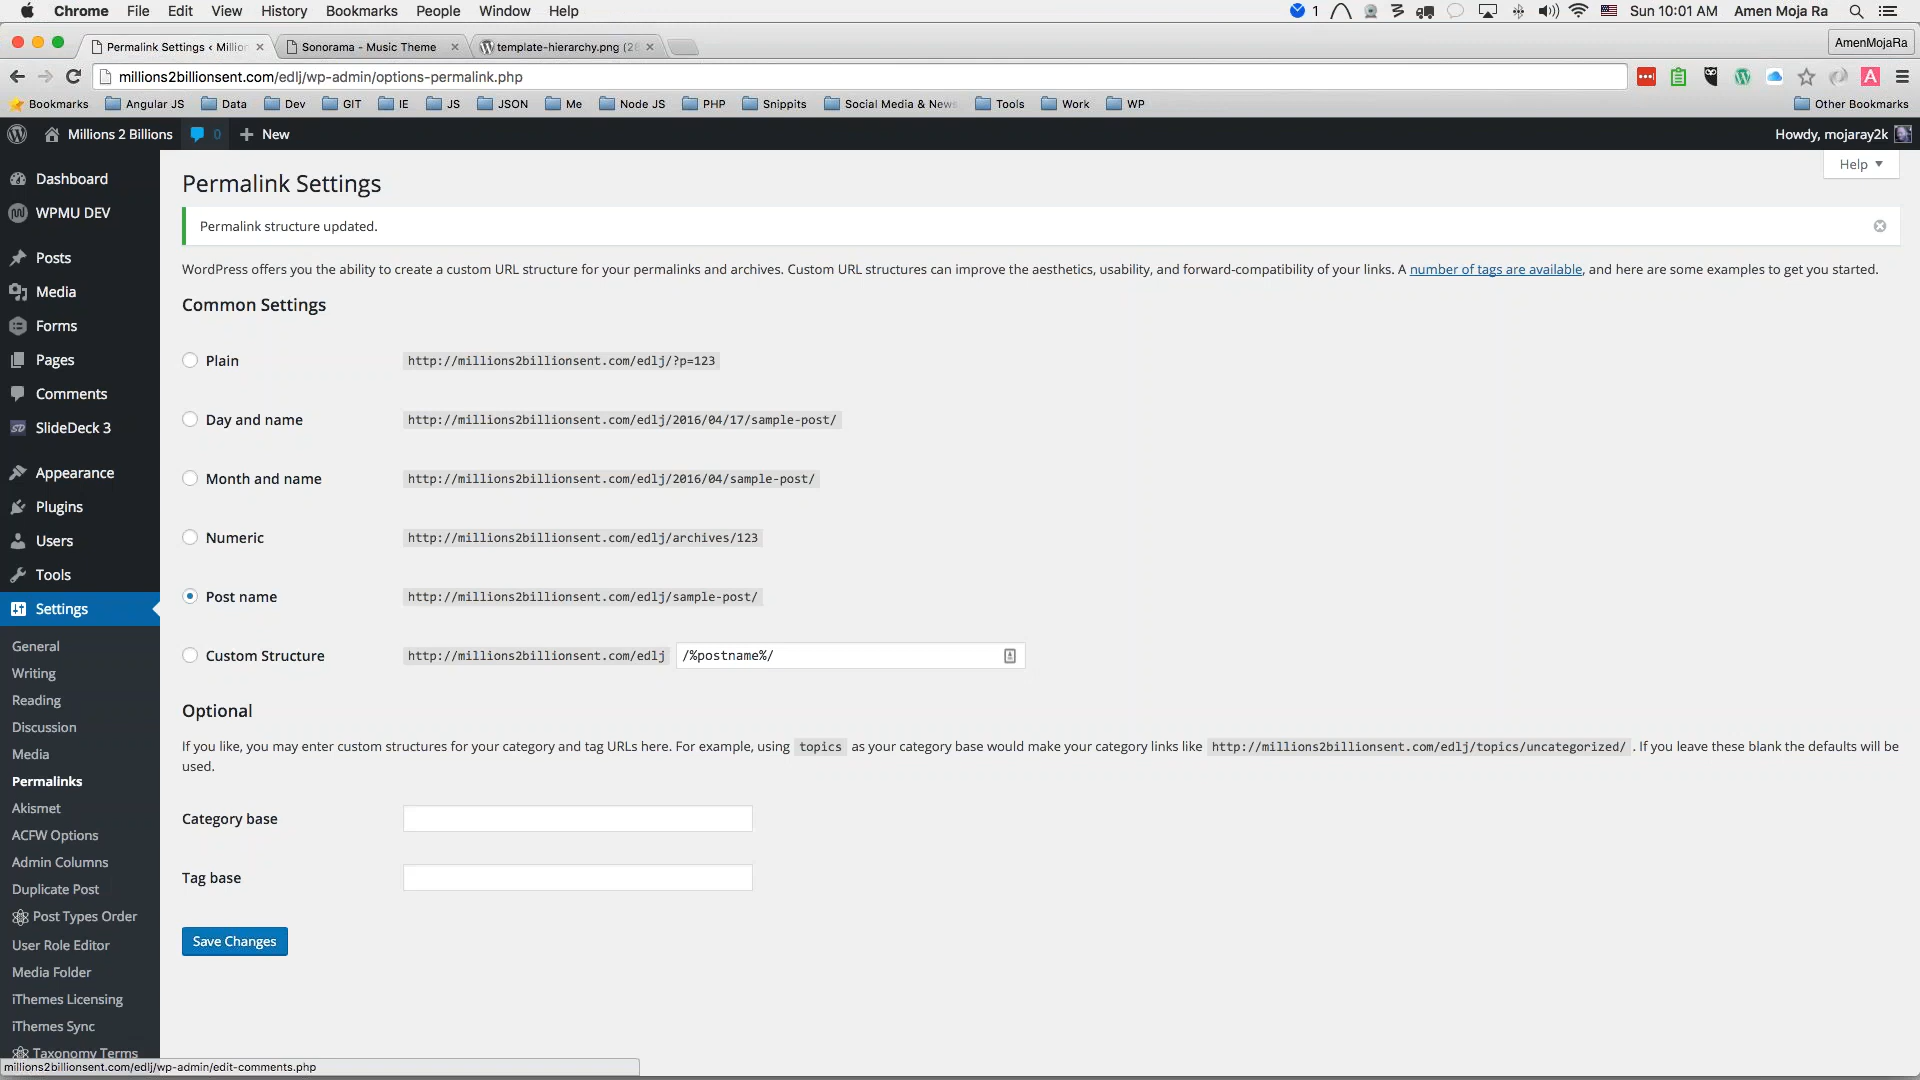 Chrome File Edit View History Bookmarks People Window Help 1 Sun 10:01 AM Amen Moja Ra
Permalink Settings ‹ Million Sonorama - Music Theme template-hierarchy.png (28 AmenMojaRa
millions2billionsent.com/edlj/wp-admin/options-permalink.php
Bookmarks Angular JS Data Dev GIT IE JS JSON Me Node JS PHP Snippits Social Media & News Tools Work WP Other Bookmarks
Millions 2 Billions 0 New Howdy, mojaray2k
Help
Dashboard
WPMU DEV
Posts
Media
Forms
Pages
Comments
SlideDeck 3
Appearance
Plugins
Users
Tools
Settings
General
Writing
Reading
Discussion
Media
Permalinks
Akismet
ACFW Options
Admin Columns
Duplicate Post
Post Types Order
User Role Editor
Media Folder
iThemes Licensing
iThemes Sync
Taxonomy Terms
Permalink Settings
Permalink structure updated.
WordPress offers you the ability to create a custom URL structure for your permalinks and archives. Custom URL structures can improve the aesthetics, usability, and forward-compatibility of your links. A number of tags are available, and here are some examples to get you started.
Common Settings
Plain http://millions2billionsent.com/edlj/?p=123
Day and name http://millions2billionsent.com/edlj/2016/04/17/sample-post/
Month and name http://millions2billionsent.com/edlj/2016/04/sample-post/
Numeric http://millions2billionsent.com/edlj/archives/123
Post name http://millions2billionsent.com/edlj/sample-post/
Custom Structure http://millions2billionsent.com/edlj /%postname%/
Optional
If you like, you may enter custom structures for your category and tag URLs here. For example, using topics as your category base would make your category links like http://millions2billionsent.com/edlj/topics/uncategorized/ . If you leave these blank the defaults will be
used.
Category base
Tag base
Save Changes
millions2billionsent.com/edlj/wp-admin/edit-comments.php